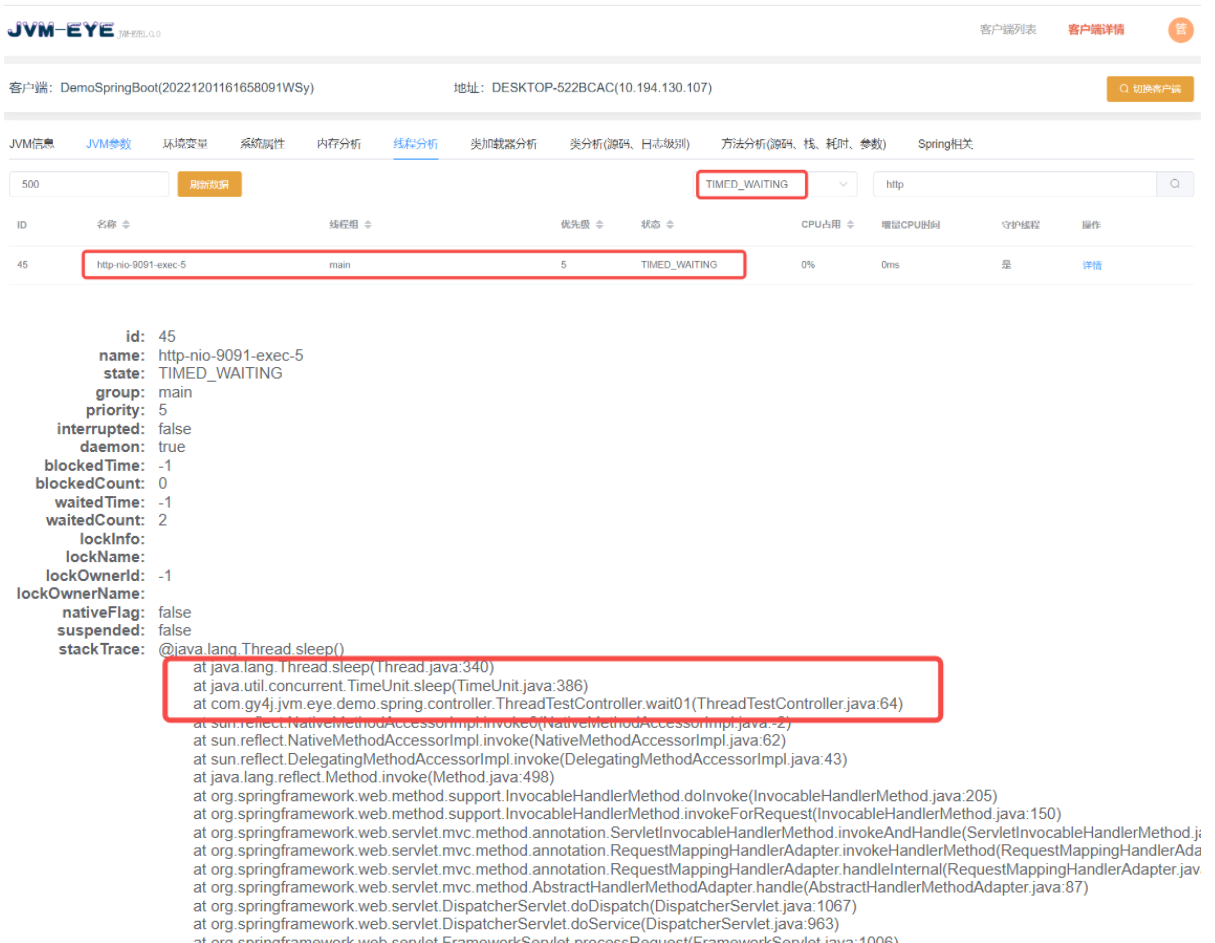 JVM-EYE JVM-EYE1.0.0 客户端列表 客户端详情 管
客户端：DemoSpringBoot(20221201161658091WSy) 地址：DESKTOP-522BCAC(10.194.130.107) 切换客户端
JVM信息 JVM参数 环境变量 系统属性 内存分析 线程分析 类加载器分析 类分析(源码、日志级别) 方法分析(源码、栈、耗时、参数) Spring相关
500 刷新数据 TIMED_WAITING http
ID 名称 线程组 优先级 状态 CPU占用 增量CPU时间 守护线程 操作
45 http-nio-9091-exec-5 main 5 TIMED_WAITING 0% 0ms 是 详情
id: 45
name: http-nio-9091-exec-5
state: TIMED_WAITING
group: main
priority: 5
interrupted: false
daemon: true
blockedTime: -1
blockedCount: 0
waitedTime: -1
waitedCount: 2
lockInfo:
lockName:
lockOwnerId: -1
lockOwnerName:
nativeFlag: false
suspended: false
stackTrace: @java.lang.Thread.sleep()
at java.lang.Thread.sleep(Thread.java:340)
at java.util.concurrent.TimeUnit.sleep(TimeUnit.java:386)
at com.gy4j.jvm.eye.demo.spring.controller.ThreadTestController.wait01(ThreadTestController.java:64)
at sun.reflect.NativeMethodAccessorImpl.invoke0(NativeMethodAccessorImpl.java:-2)
at sun.reflect.NativeMethodAccessorImpl.invoke(NativeMethodAccessorImpl.java:62)
at sun.reflect.DelegatingMethodAccessorImpl.invoke(DelegatingMethodAccessorImpl.java:43)
at java.lang.reflect.Method.invoke(Method.java:498)
at org.springframework.web.method.support.InvocableHandlerMethod.doInvoke(InvocableHandlerMethod.java:205)
at org.springframework.web.method.support.InvocableHandlerMethod.invokeForRequest(InvocableHandlerMethod.java:150)
at org.springframework.web.servlet.mvc.method.annotation.ServletInvocableHandlerMethod.invokeAndHandle(ServletInvocableHandlerMethod.ja
at org.springframework.web.servlet.mvc.method.annotation.RequestMappingHandlerAdapter.invokeHandlerMethod(RequestMappingHandlerAda
at org.springframework.web.servlet.mvc.method.annotation.RequestMappingHandlerAdapter.handleInternal(RequestMappingHandlerAdapter.jav
at org.springframework.web.servlet.mvc.method.AbstractHandlerMethodAdapter.handle(AbstractHandlerMethodAdapter.java:87)
at org.springframework.web.servlet.DispatcherServlet.doDispatch(DispatcherServlet.java:1067)
at org.springframework.web.servlet.DispatcherServlet.doService(DispatcherServlet.java:963)
at org.springframework.web.servlet.FrameworkServlet.processRequest(FrameworkServlet.java:1006)